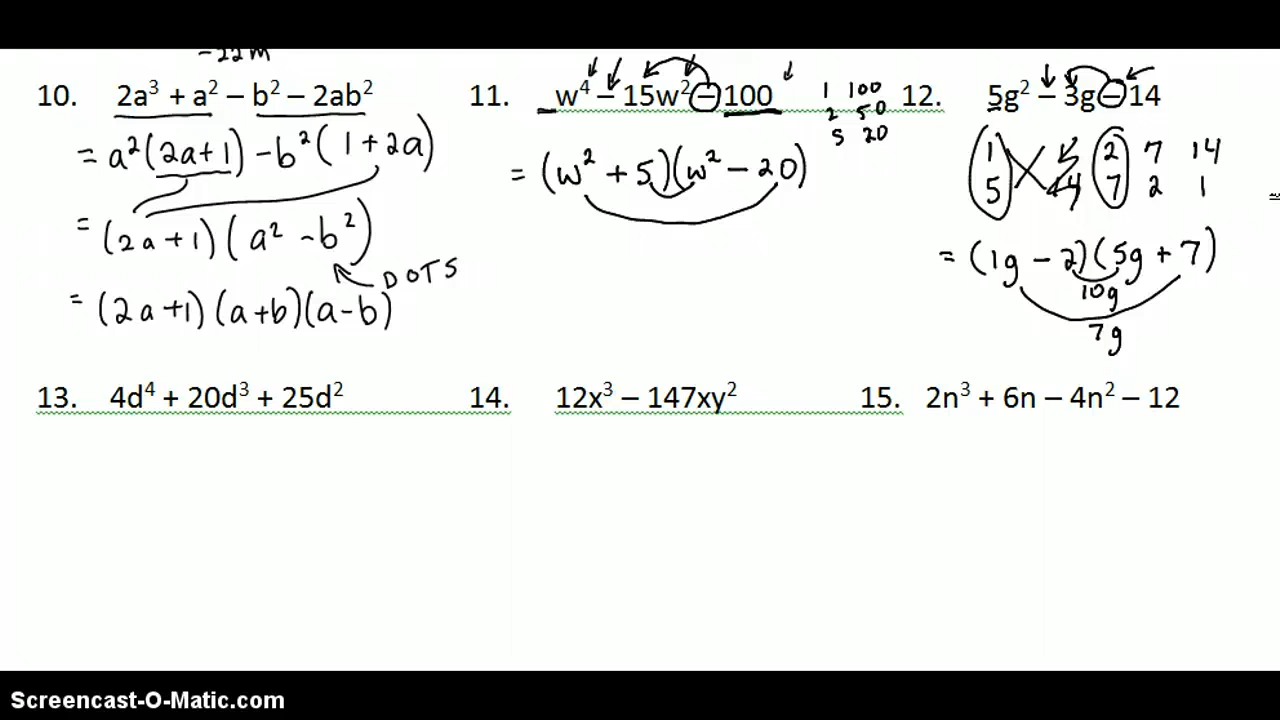 -22m
10. 2a³ + a² – b² – 2ab²
= a²(2a+1) -b²(1+2a)
= (2a+1)(a² -b²)
DOTS
= (2a+1)(a+b)(a-b)
11. w⁴ – 15w² – 100
1 100
2 50
5 20
= (w² + 5)(w² - 20)
12. 5g² – 3g – 14
1 2 7 14
5 7 2 1
= (1g - 2)(5g + 7)
10g
7g
13. 4d⁴ + 20d³ + 25d²
14. 12x³ – 147xy²
15. 2n³ + 6n – 4n² – 12
Screencast-O-Matic.com